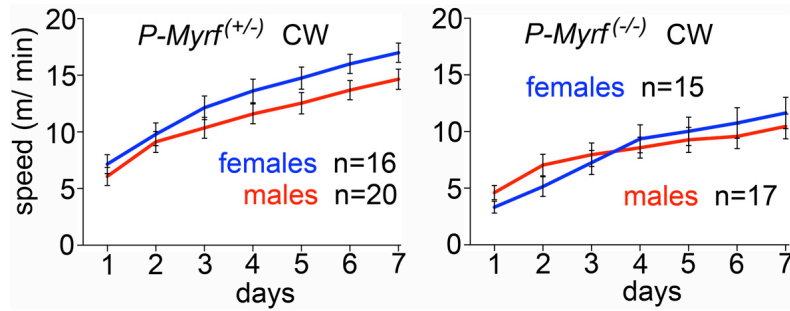 P-Myrf(+/-) CW
speed (m/ min)
20
15
10
5
0
females n=16
males n=20
1 2 3 4 5 6 7
days
P-Myrf(-/-) CW
20
15
10
5
0
females n=15
males n=17
1 2 3 4 5 6 7
days